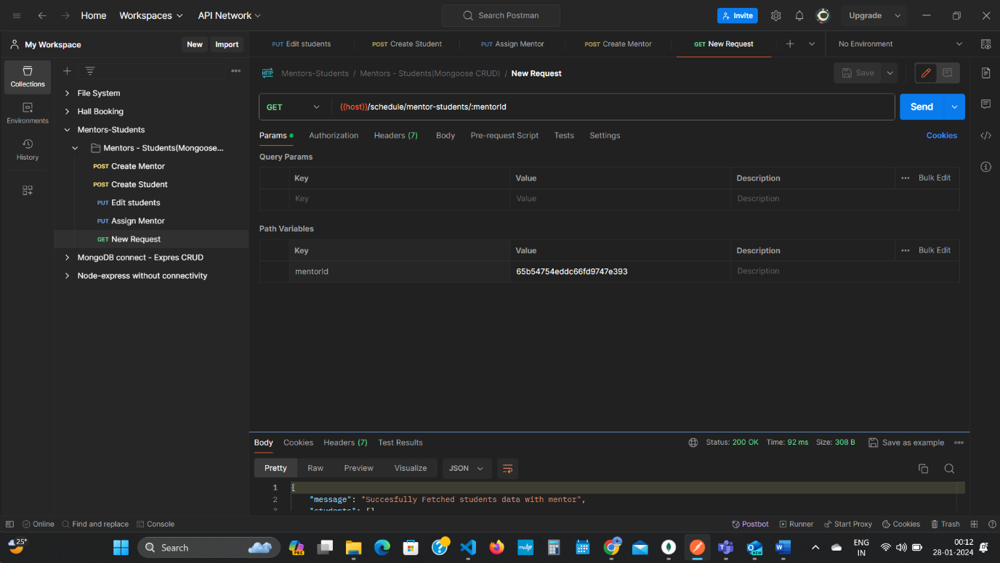 Home Workspaces API Network Search Postman Invite Upgrade
My Workspace New Import
PUT Edit students POST Create Student PUT Assign Mentor POST Create Mentor GET New Request No Environment
Collections
Environments
History
File System
Hall Booking
Mentors-Students
Mentors - Students(Mongoose...
POST Create Mentor
POST Create Student
PUT Edit students
PUT Assign Mentor
GET New Request
MongoDB connect - Expres CRUD
Node-express without connectivity
HTTP Mentors-Students / Mentors - Students(Mongoose CRUD) / New Request Save
GET {{host}}/schedule/mentor-students/:mentorId Send
Params Authorization Headers (7) Body Pre-request Script Tests Settings Cookies
Query Params
Key Value Description Bulk Edit
Key Value Description
Path Variables
Key Value Description Bulk Edit
mentorId 65b54754eddc66fd9747e393 Description
Body Cookies Headers (7) Test Results Status: 200 OK Time: 92 ms Size: 308 B Save as example
Pretty Raw Preview Visualize JSON
1 {
2 "message": "Succesfully Fetched students data with mentor",
3 "students": []
Online Find and replace Console Postbot Runner Start Proxy Cookies Trash
25° Search PRE myhp NEW ENG 00:12
IN 28-01-2024